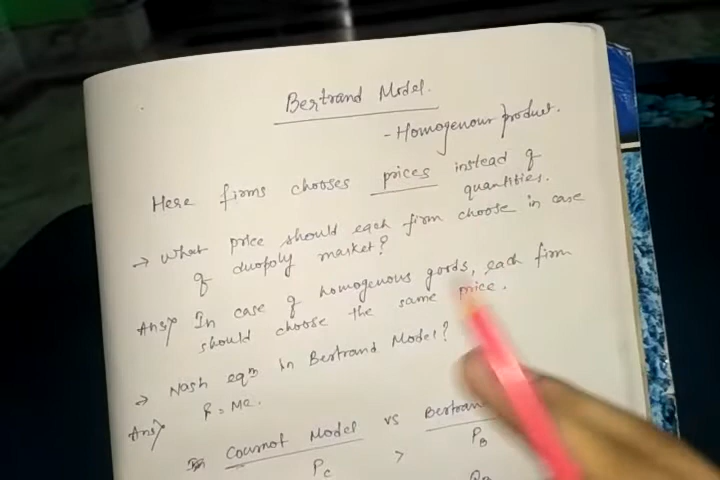 Bertrand Model.
- Homogenous product.
Here firms chooses prices instead of
quantities.
→ What price should each firm choose in case
of duopoly market?
Ans) In case of homogenous goods, each firm
should choose the same price.
→ Nash eqm in Bertrand Model?
Ans) P = MC.
Cournot Model vs Bertrand
Pc > PB